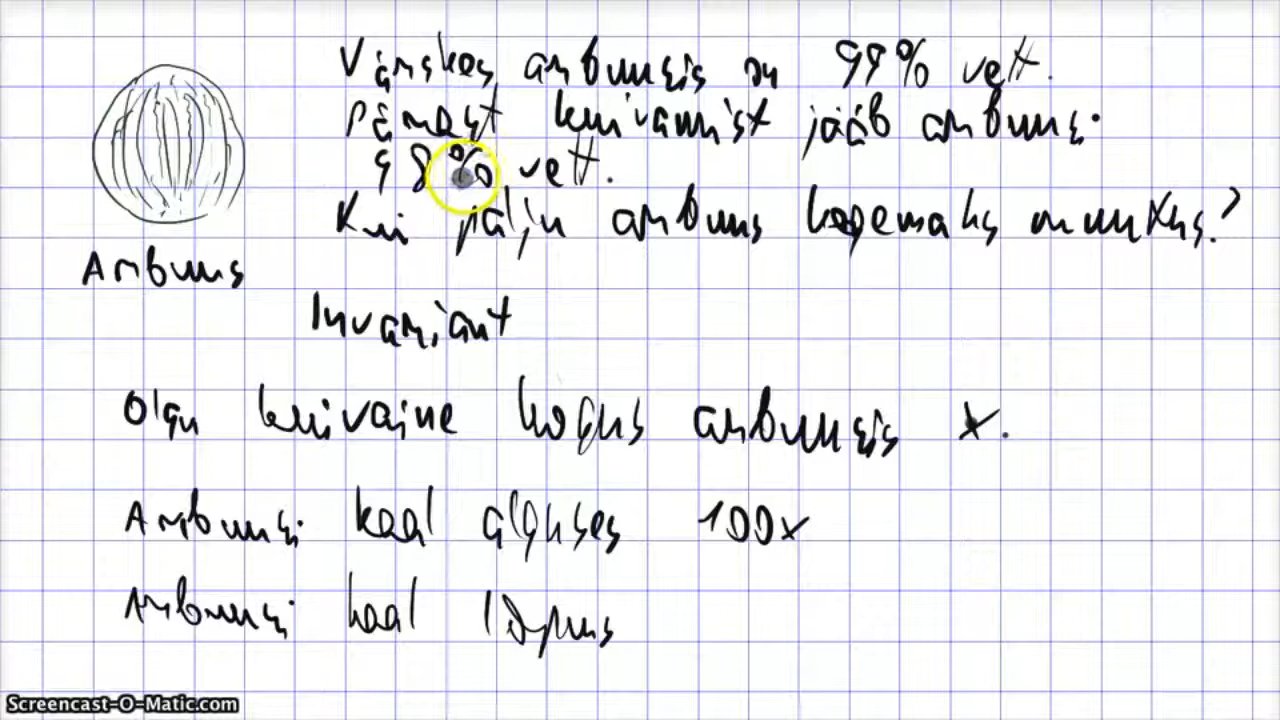 Värskes arbuusis on 99% vett.
Pärast kuivamist jääb arbuusi
98% vett.
Kui palju arbuus kergemaks muutus?
Arbuus
Invariant
Olgu kuivaine kogus arbuusis x.
Arbuusi kaal alguses 100x
Arbuusi kaal lõpus
Screencast-O-Matic.com